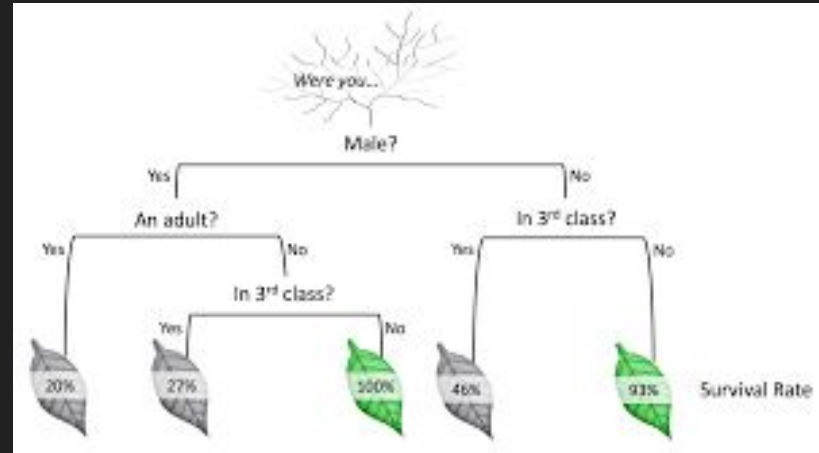 Were you...
Male?
Yes
No
An adult?
In 3rd class?
Yes
No
Yes
No
In 3rd class?
Yes
No
20%
27%
100%
46%
93%
Survival Rate